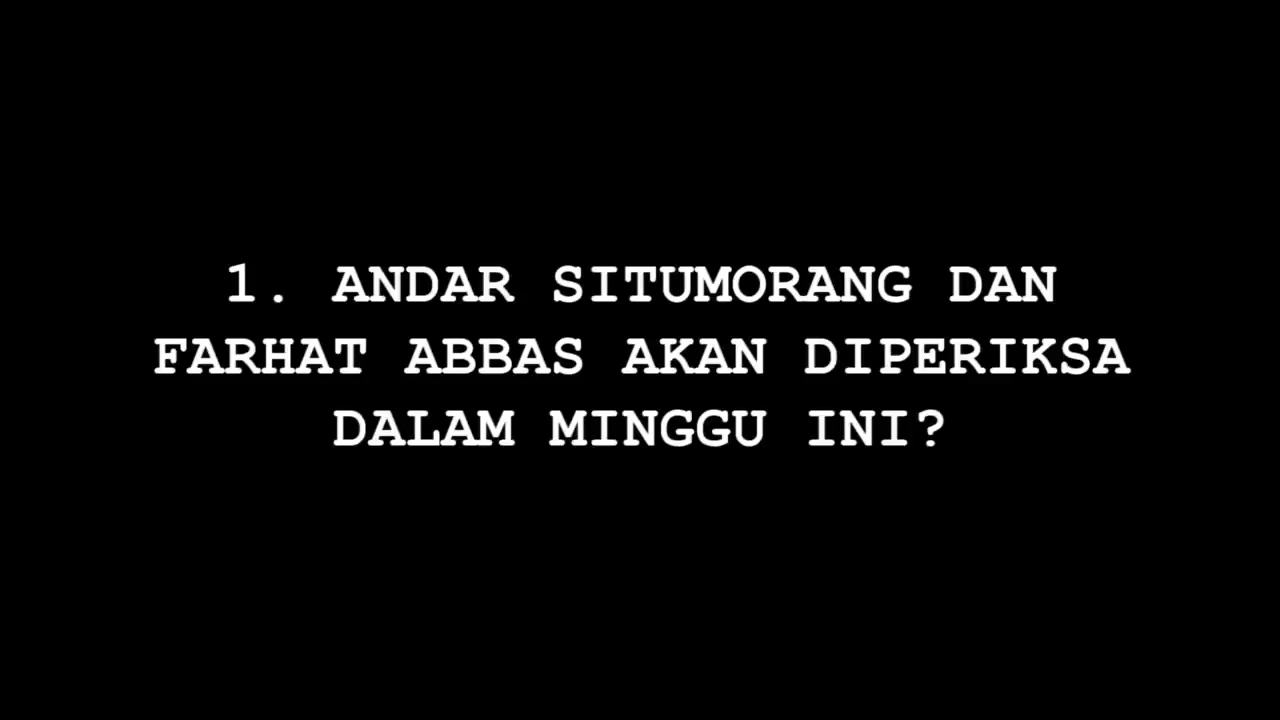 1. ANDAR SITUMORANG DAN
FARHAT ABBAS AKAN DIPERIKSA
DALAM MINGGU INI?